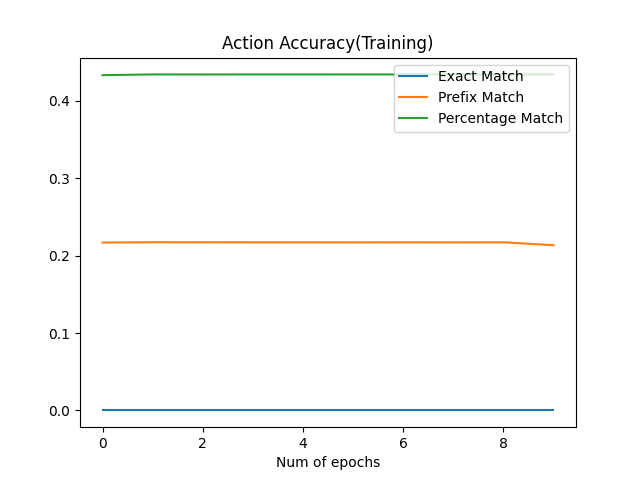 Action Accuracy(Training)
Exact Match
Prefix Match
Percentage Match
0.4
0.3
0.2
0.1
0.0
0 2 4 6 8
Num of epochs